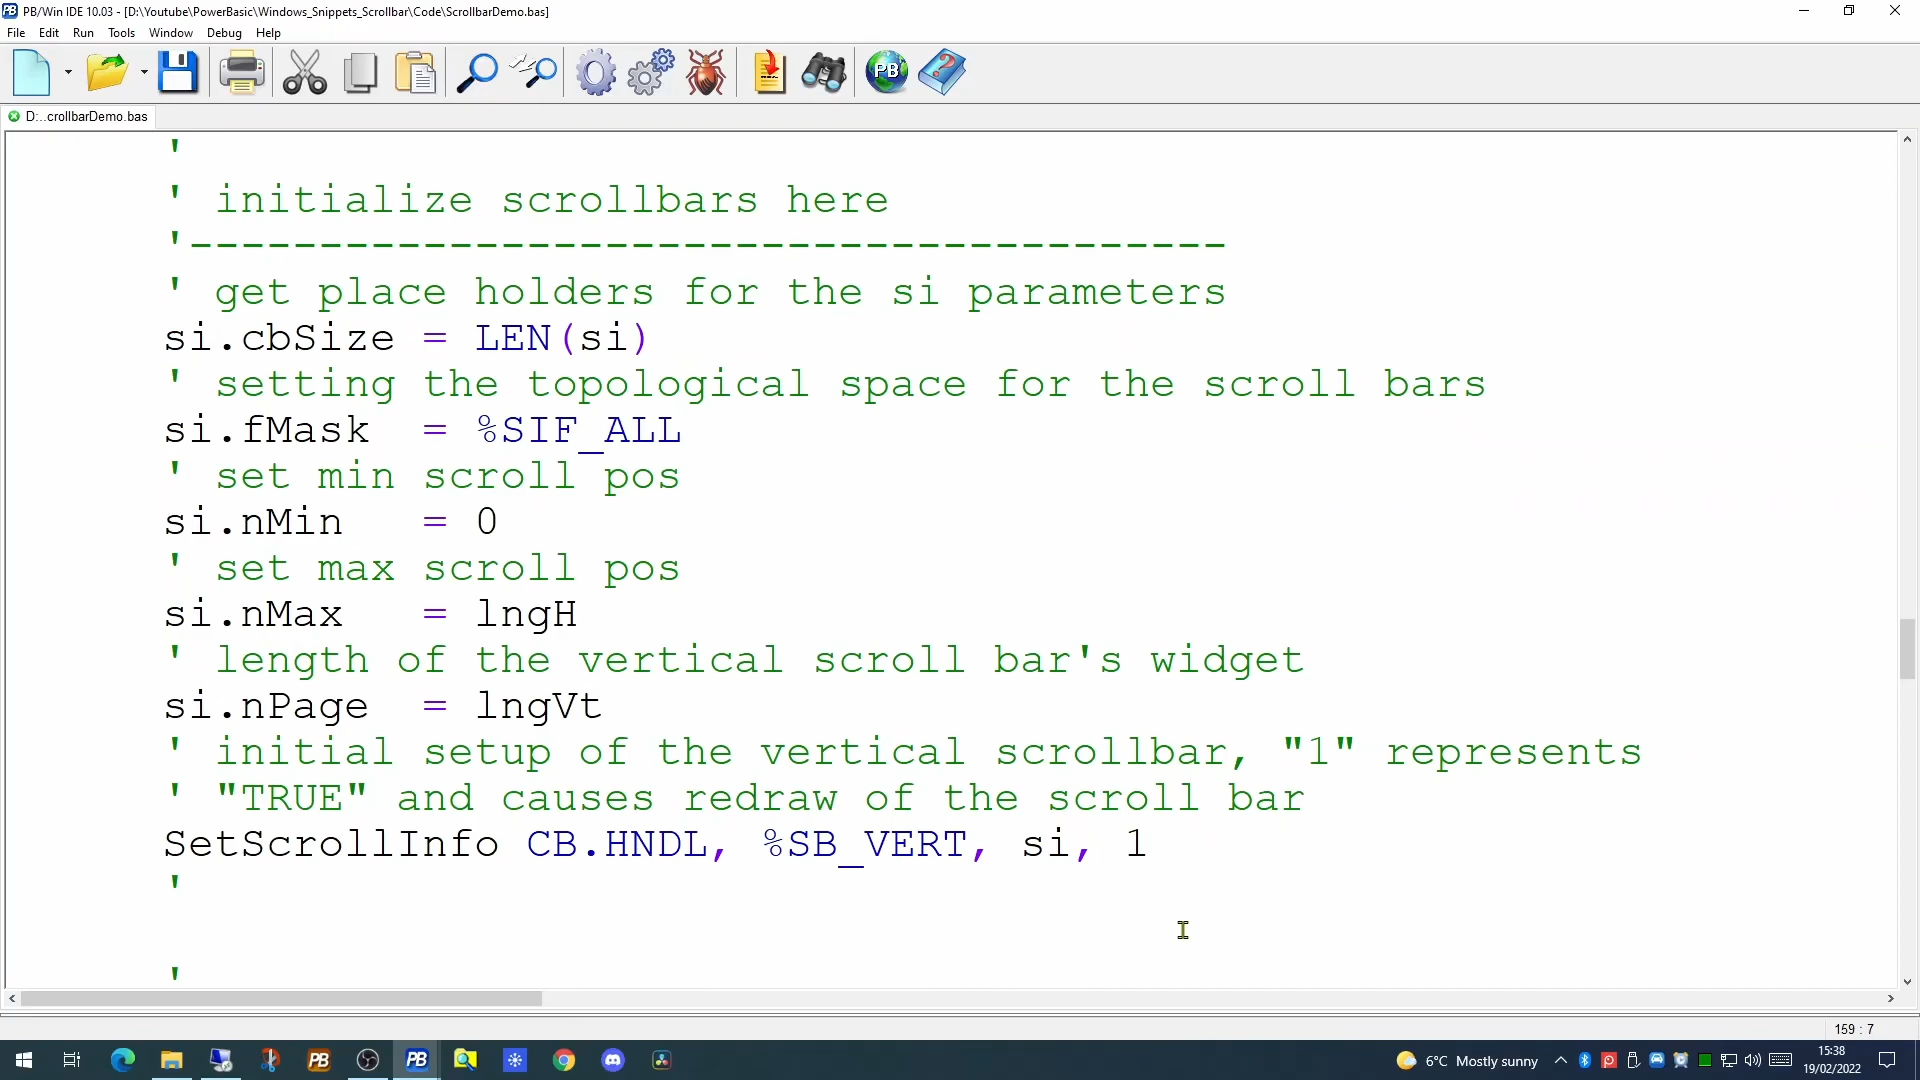 PB/Win IDE 10.03 - [D:\Youtube\PowerBasic\Windows_Snippets_Scrollbar\Code\ScrollbarDemo.bas]
File Edit Run Tools Window Debug Help
PB
D:..crollbarDemo.bas
'
' initialize scrollbars here
'----------------------------------------
' get place holders for the si parameters
si.cbSize = LEN(si)
' setting the topological space for the scroll bars
si.fMask  = %SIF_ALL
' set min scroll pos
si.nMin   = 0
' set max scroll pos
si.nMax   = lngH
' length of the vertical scroll bar's widget
si.nPage  = lngVt
' initial setup of the vertical scrollbar, "1" represents
' "TRUE" and causes redraw of the scroll bar
SetScrollInfo CB.HNDL, %SB_VERT, si, 1
'
'
159 : 7
PB PB 6°C Mostly sunny 15:38
19/02/2022